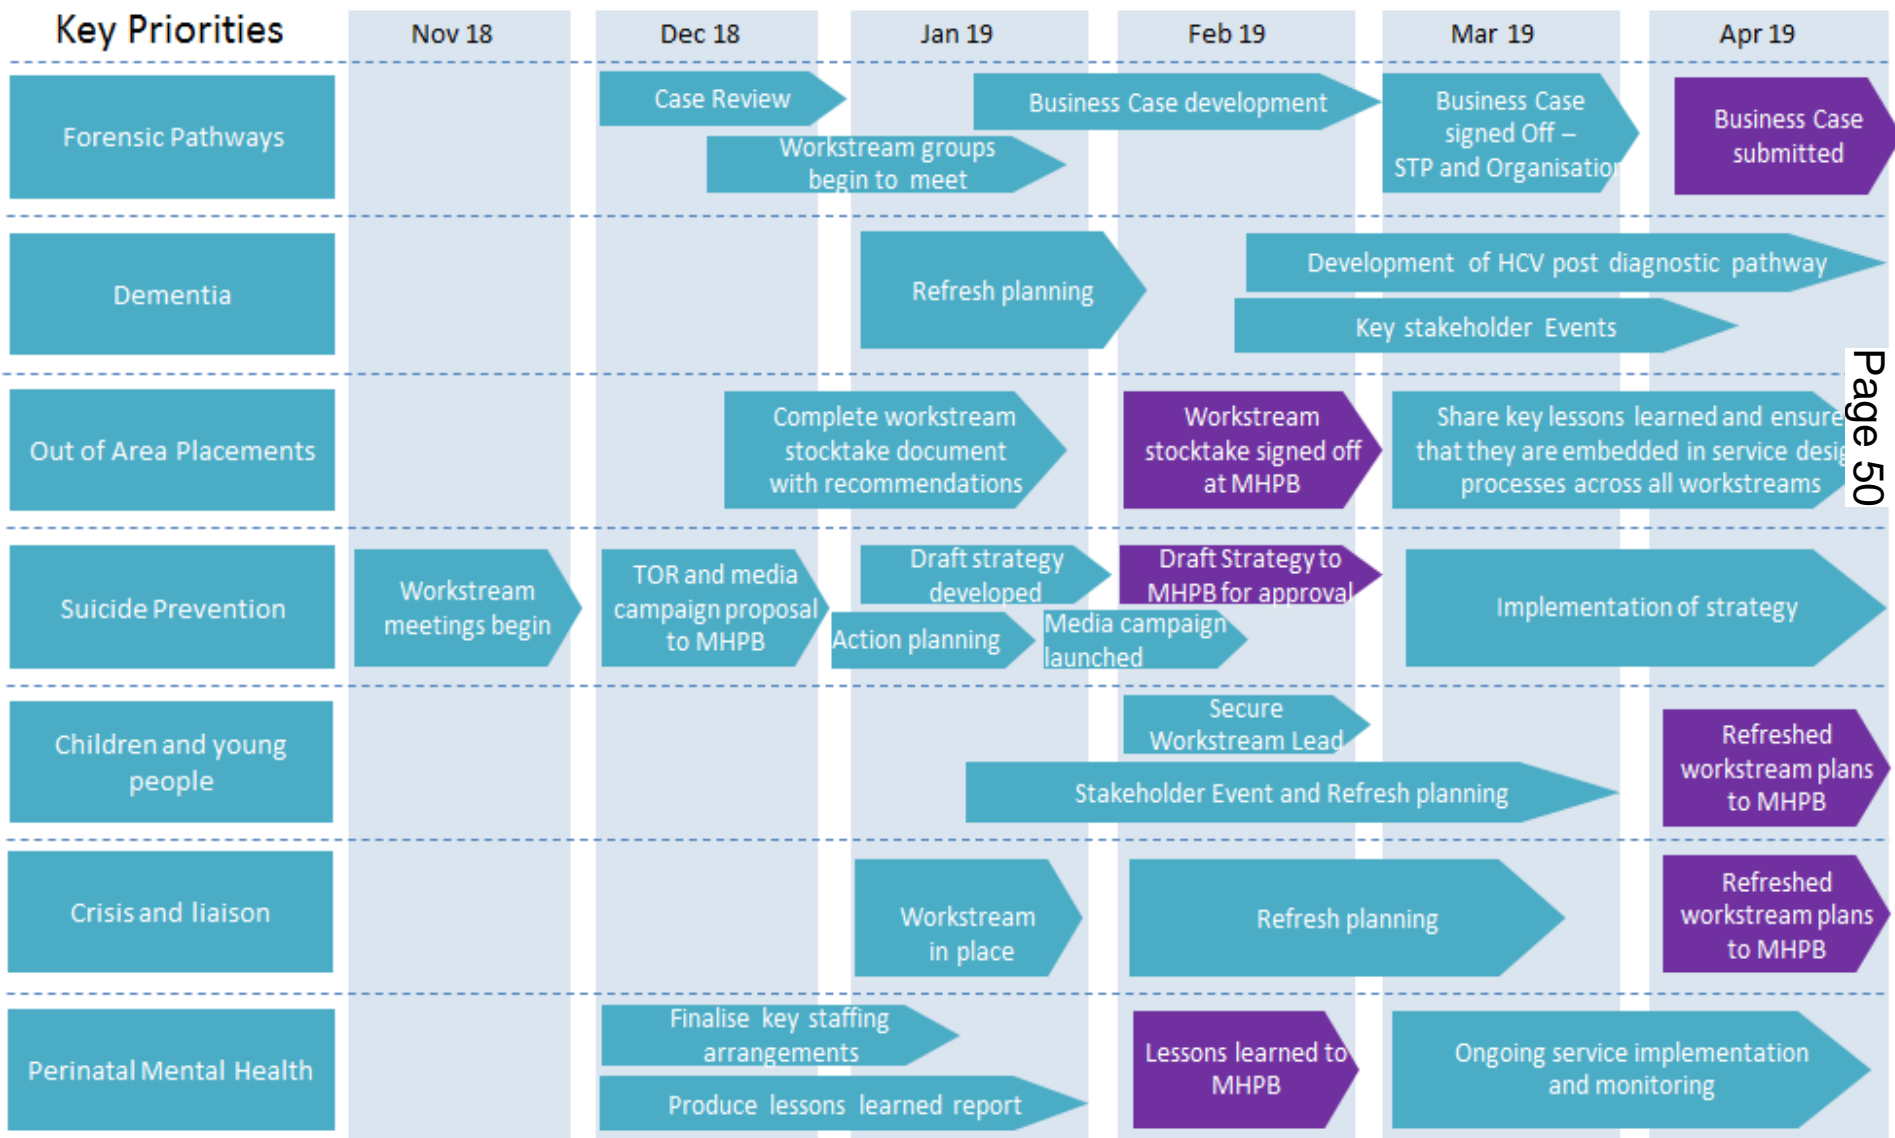 Key Priorities
Nov 18
Dec 18
Jan 19
Feb 19
Mar 19
Apr 19
Forensic Pathways
Case Review
Workstream groups
begin to meet
Business Case development
Business Case
signed Off –
STP and Organisation
Business Case
submitted
Dementia
Refresh planning
Development of HCV post diagnostic pathway
Key stakeholder Events
Out of Area Placements
Complete workstream
stocktake document
with recommendations
Workstream
stocktake signed off
at MHPB
Share key lessons learned and ensure
that they are embedded in service desig
processes across all workstreams
Page 50
Suicide Prevention
Workstream
meetings begin
TOR and media
campaign proposal
to MHPB
Draft strategy
developed
Action planning
Media campaign
launched
Draft Strategy to
MHPB for approval
Implementation of strategy
Children and young
people
Secure
Workstream Lead
Stakeholder Event and Refresh planning
Refreshed
workstream plans
to MHPB
Crisis and liaison
Workstream
in place
Refresh planning
Refreshed
workstream plans
to MHPB
Perinatal Mental Health
Finalise key staffing
arrangements
Produce lessons learned report
Lessons learned to
MHPB
Ongoing service implementation
and monitoring